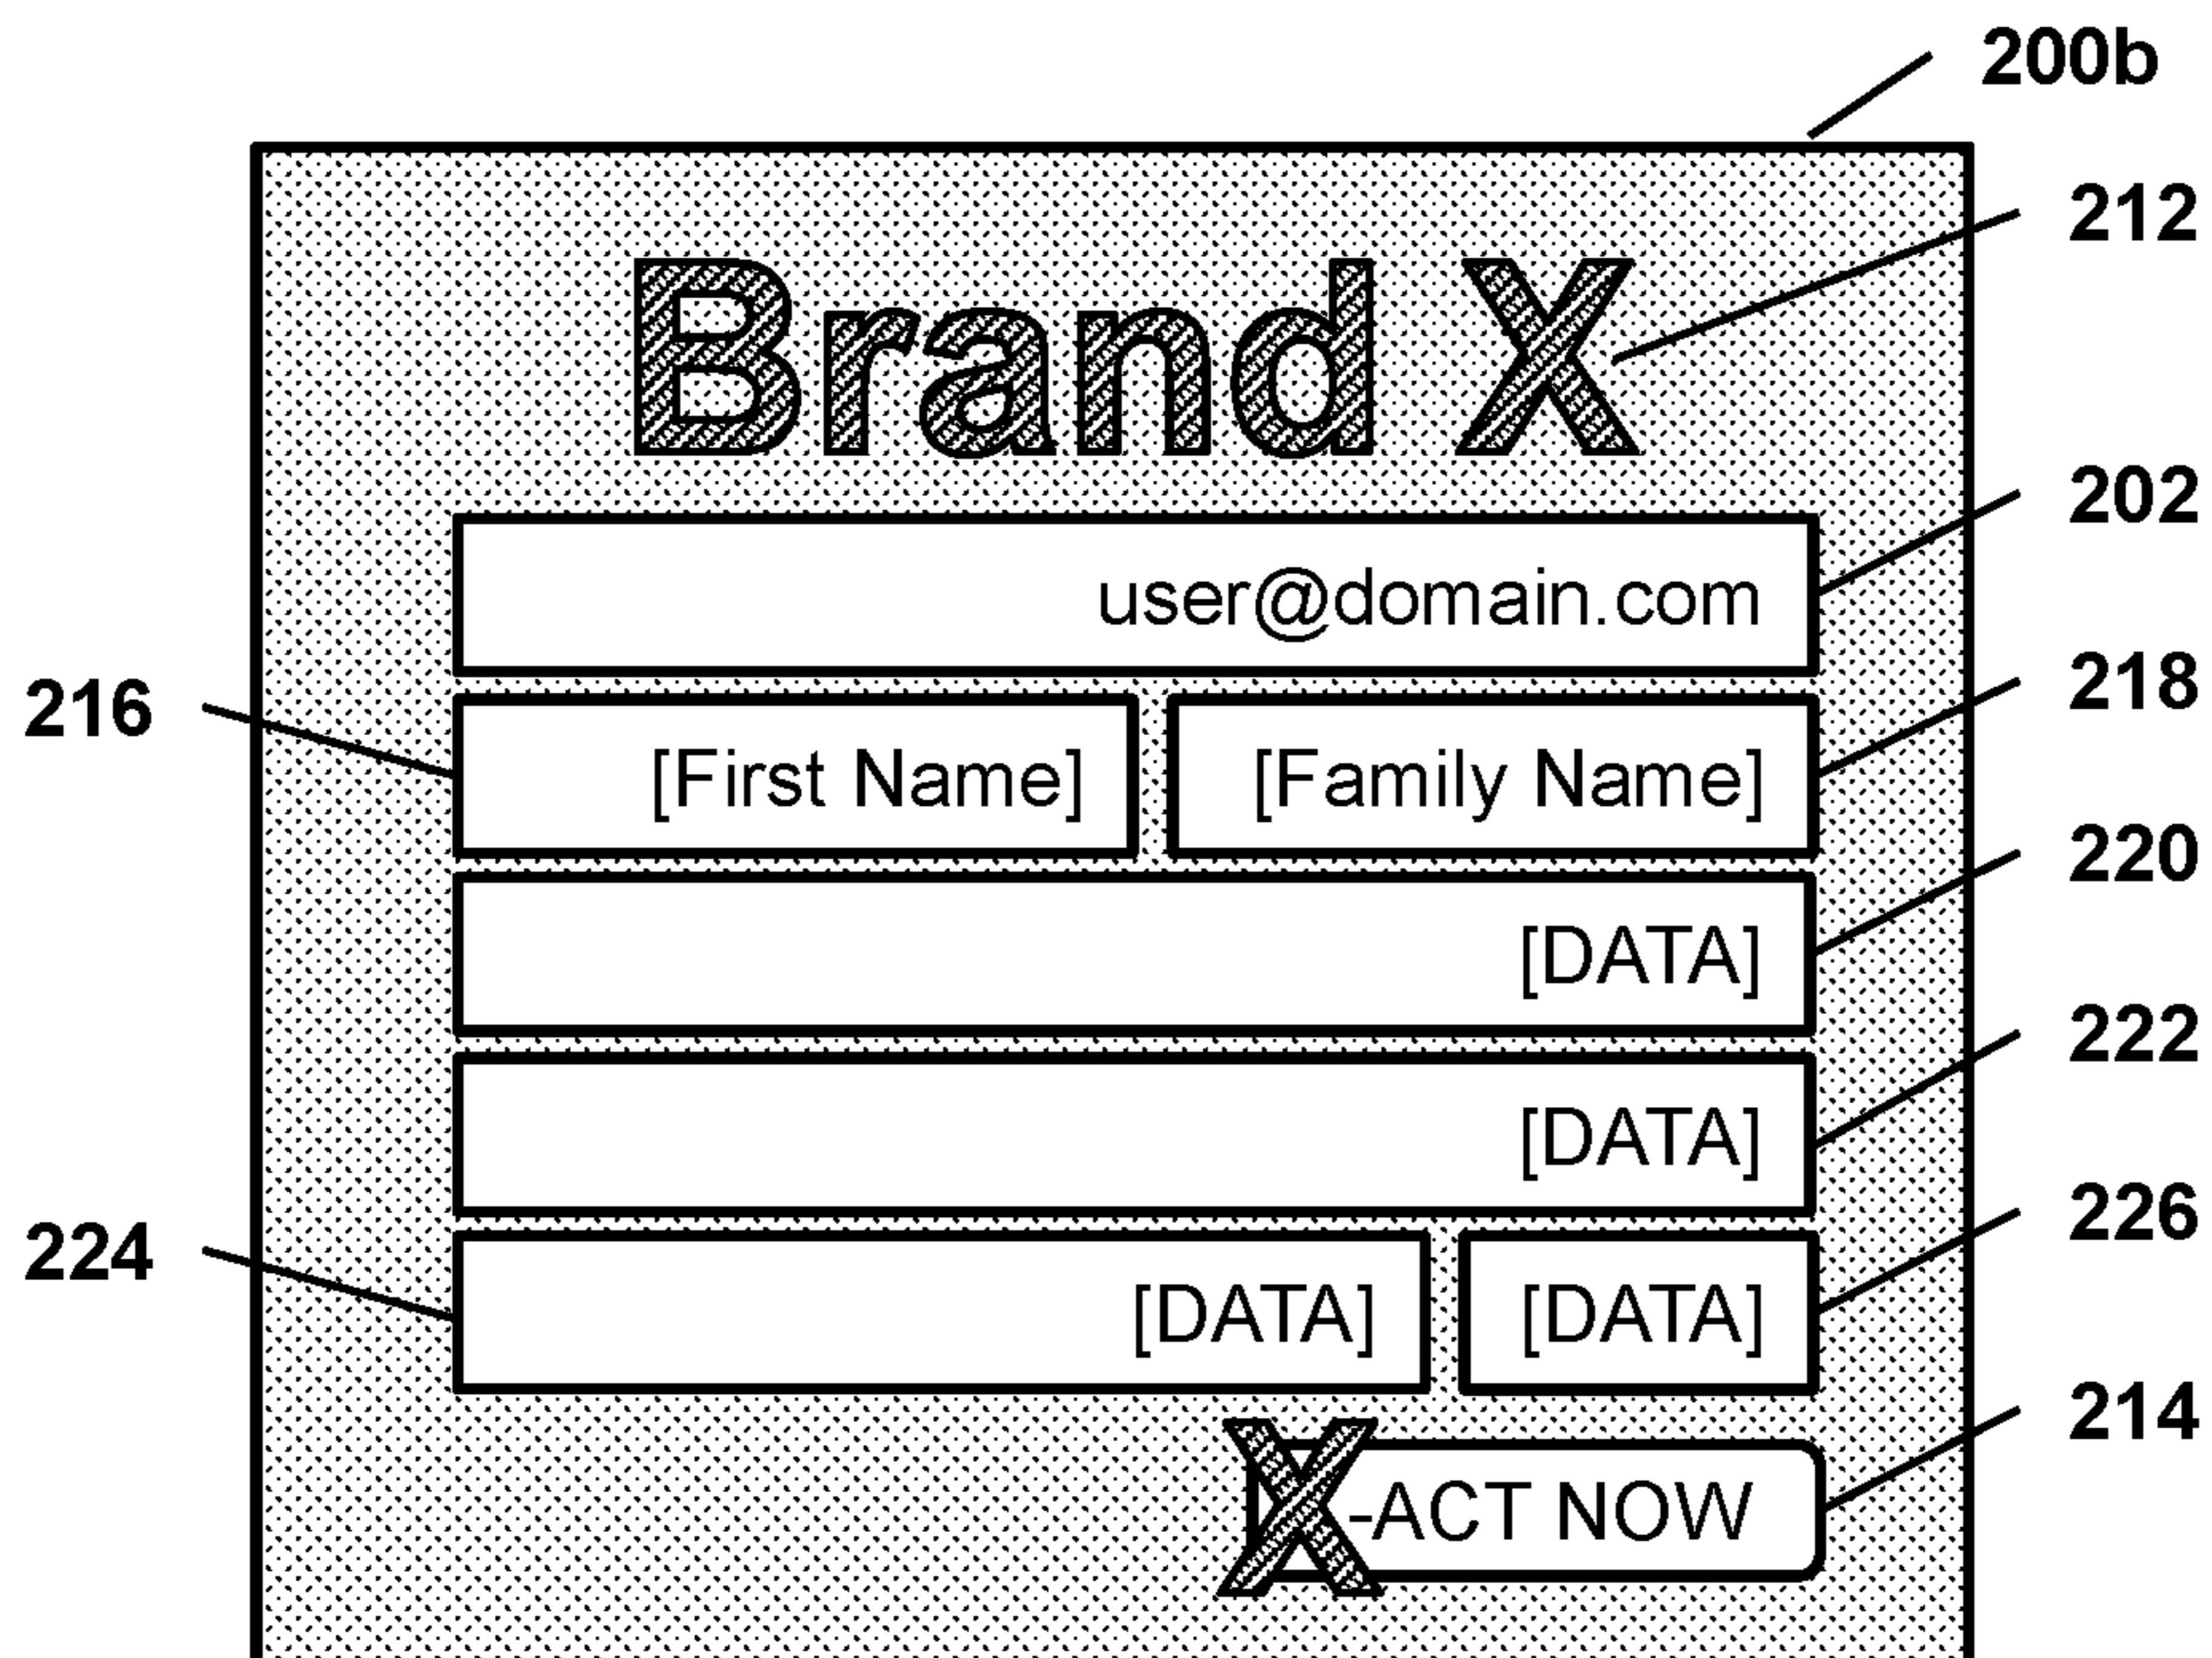 200b
212
Brand X
202
user@domain.com
216
218
[First Name] [Family Name]
220
[DATA]
222
[DATA]
224
226
[DATA] [DATA]
214
X-ACT NOW